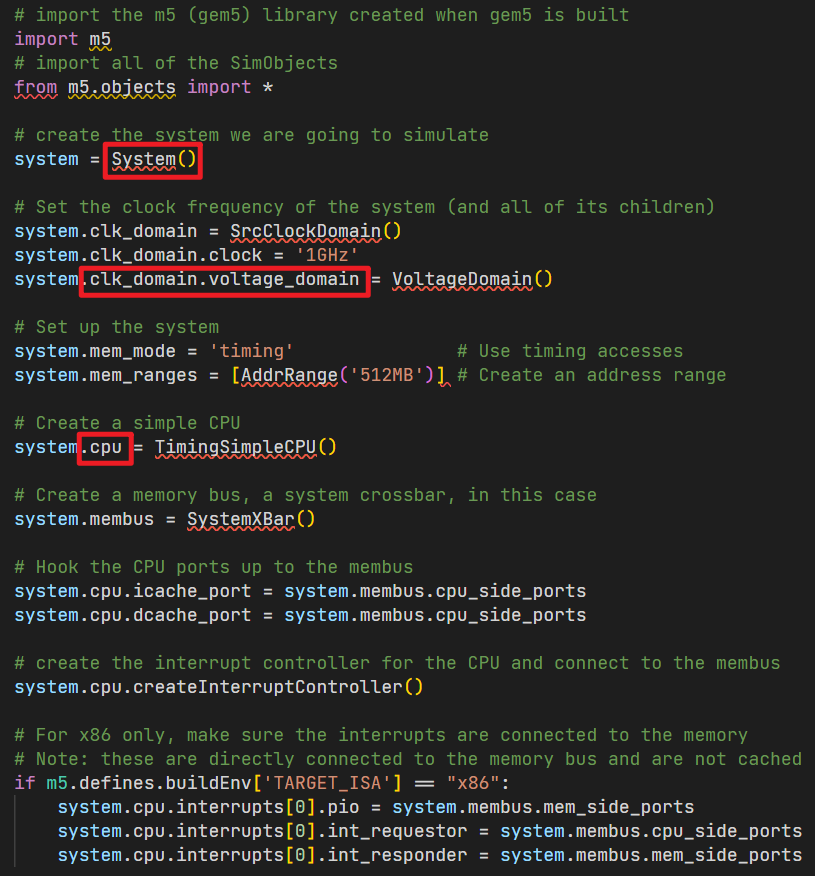 # import the m5 (gem5) library created when gem5 is built
import m5
# import all of the SimObjects
from m5.objects import *
# create the system we are going to simulate
system = System()
# Set the clock frequency of the system (and all of its children)
system.clk_domain = SrcClockDomain()
system.clk_domain.clock = '1GHz'
system.clk_domain.voltage_domain = VoltageDomain()
# Set up the system
system.mem_mode = 'timing'               # Use timing accesses
system.mem_ranges = [AddrRange('512MB')] # Create an address range
# Create a simple CPU
system.cpu = TimingSimpleCPU()
# Create a memory bus, a system crossbar, in this case
system.membus = SystemXBar()
# Hook the CPU ports up to the membus
system.cpu.icache_port = system.membus.cpu_side_ports
system.cpu.dcache_port = system.membus.cpu_side_ports
# create the interrupt controller for the CPU and connect to the membus
system.cpu.createInterruptController()
# For x86 only, make sure the interrupts are connected to the memory
# Note: these are directly connected to the memory bus and are not cached
if m5.defines.buildEnv['TARGET_ISA'] == "x86":
    system.cpu.interrupts[0].pio = system.membus.mem_side_ports
    system.cpu.interrupts[0].int_requestor = system.membus.cpu_side_ports
    system.cpu.interrupts[0].int_responder = system.membus.mem_side_ports